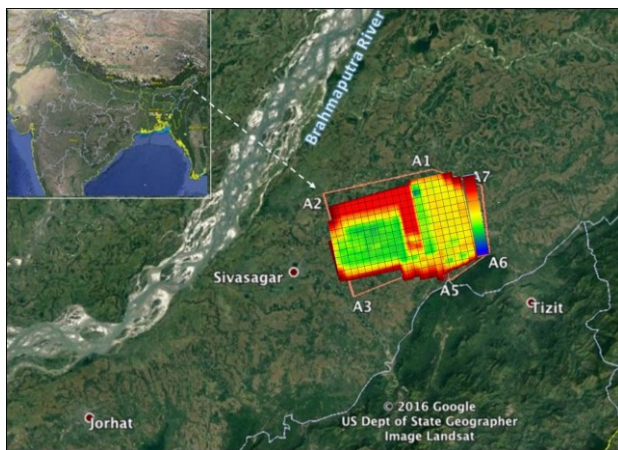 Brahmaputra River
A1
A7
A2
A6
Sivasagar
A5
A3
Tizit
© 2016 Google
US Dept of State Geographer
Image Landsat
Jorhat